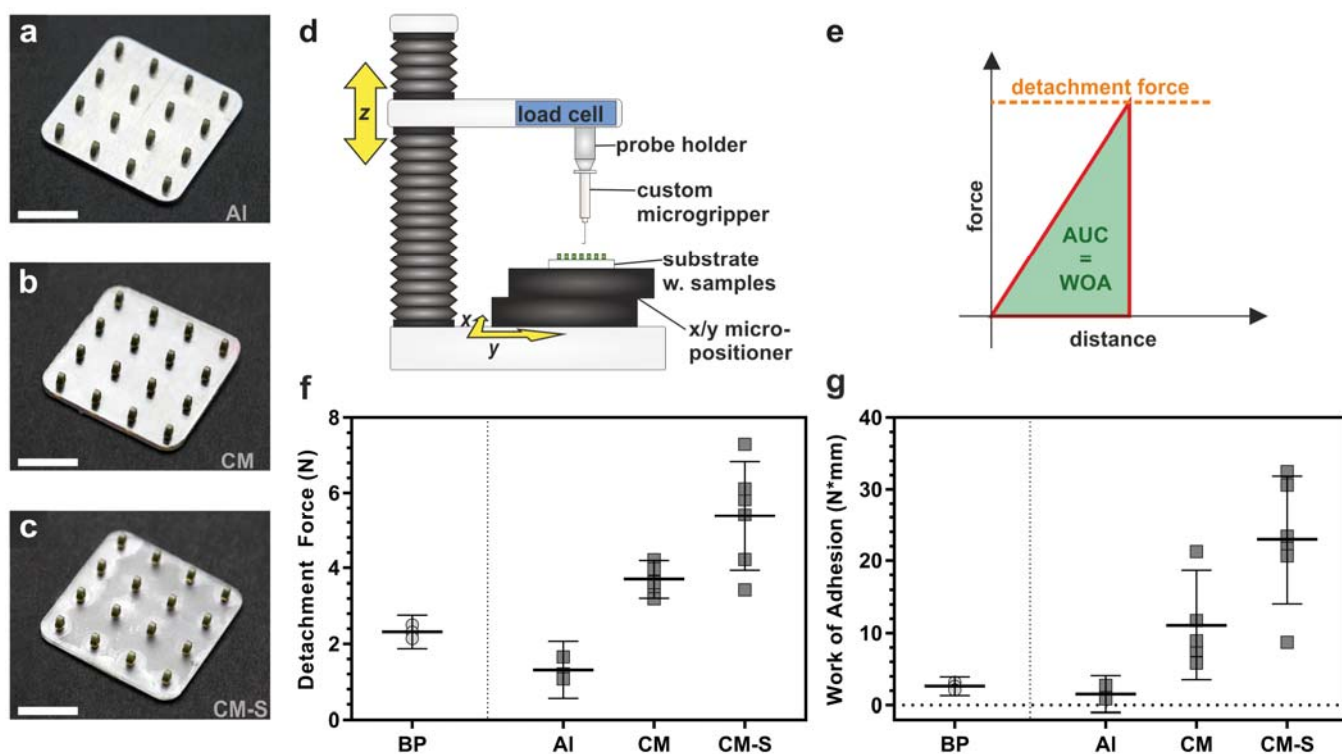 a
Al
b
CM
c
CM-S
d
z
load cell
probe holder
custom
microgripper
substrate
w. samples
x/y micro-
positioner
x
y
e
force
detachment force
AUC
=
WOA
distance
f
Detachment Force (N)
8
6
4
2
0
BP
Al
CM
CM-S
g
Work of Adhesion (N*mm)
40
30
20
10
0
BP
Al
CM
CM-S